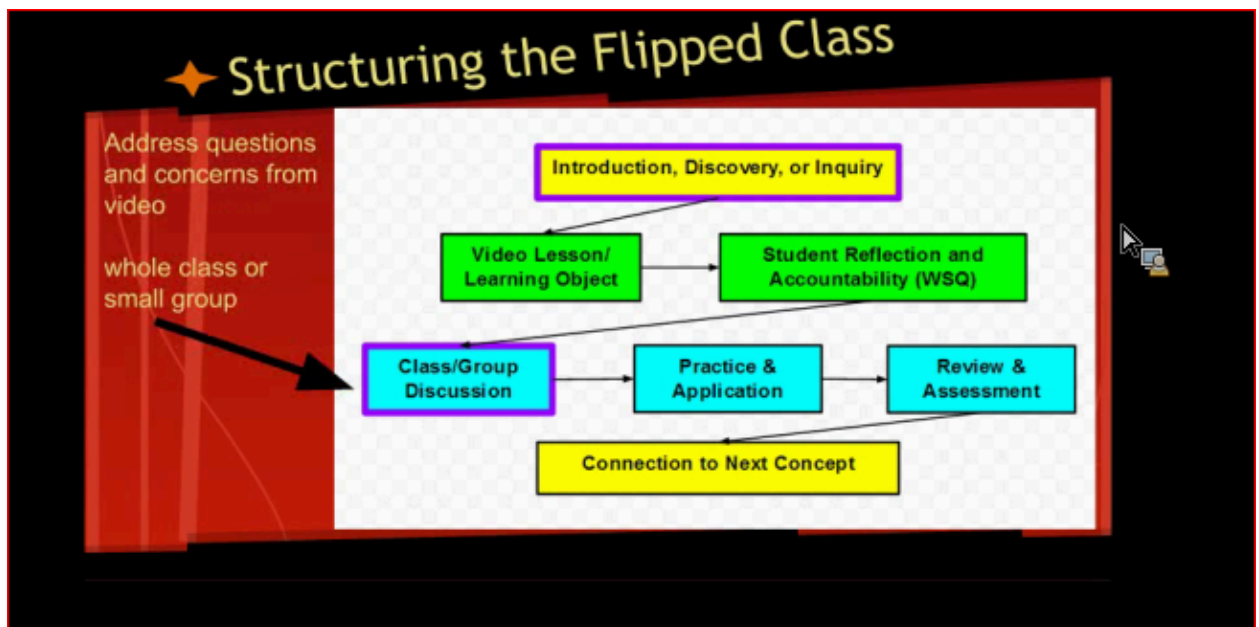 Structuring the Flipped Class
Address questions
and concerns from
video
whole class or
small group
Introduction, Discovery, or Inquiry
Video Lesson/
Learning Object
Student Reflection and
Accountability (WSQ)
Class/Group
Discussion
Practice &
Application
Review &
Assessment
Connection to Next Concept